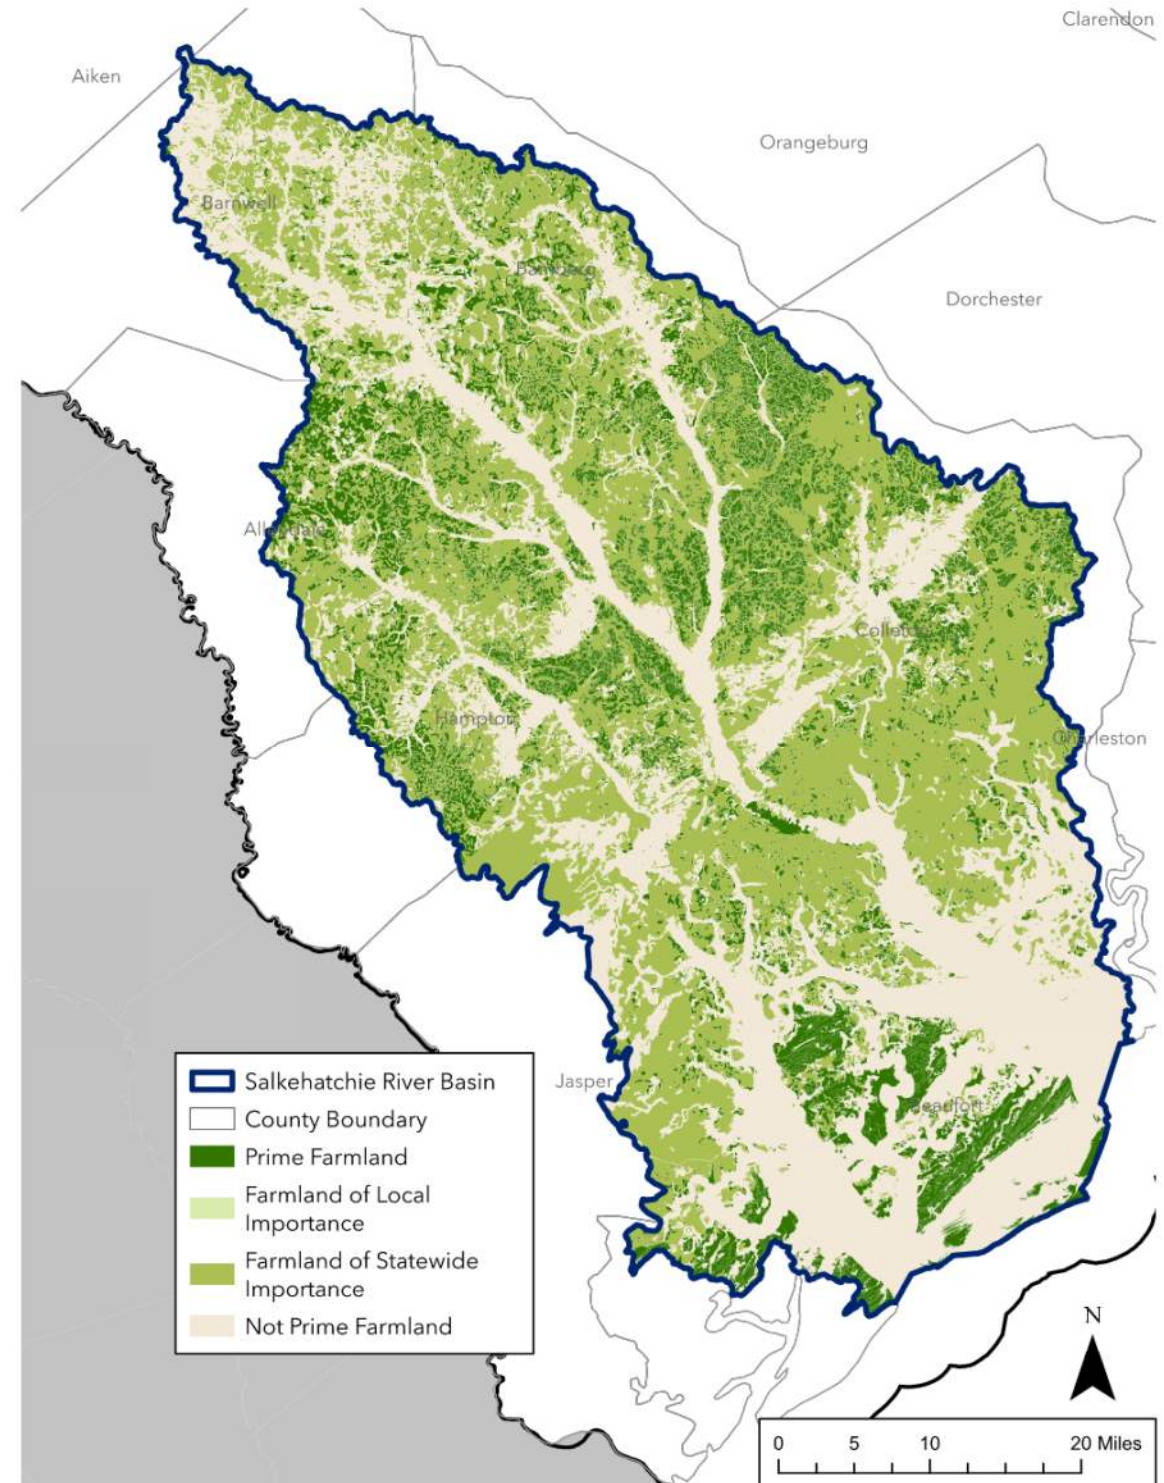 Clarendon
Aiken
Orangeburg
Barnwell
Bamberg
Dorchester
Allendale
Colleton
Hampton
Charleston
Jasper
Beaufort
Salkehatchie River Basin
County Boundary
Prime Farmland
Farmland of Local
Importance
Farmland of Statewide
Importance
Not Prime Farmland
N
0 5 10 20 Miles